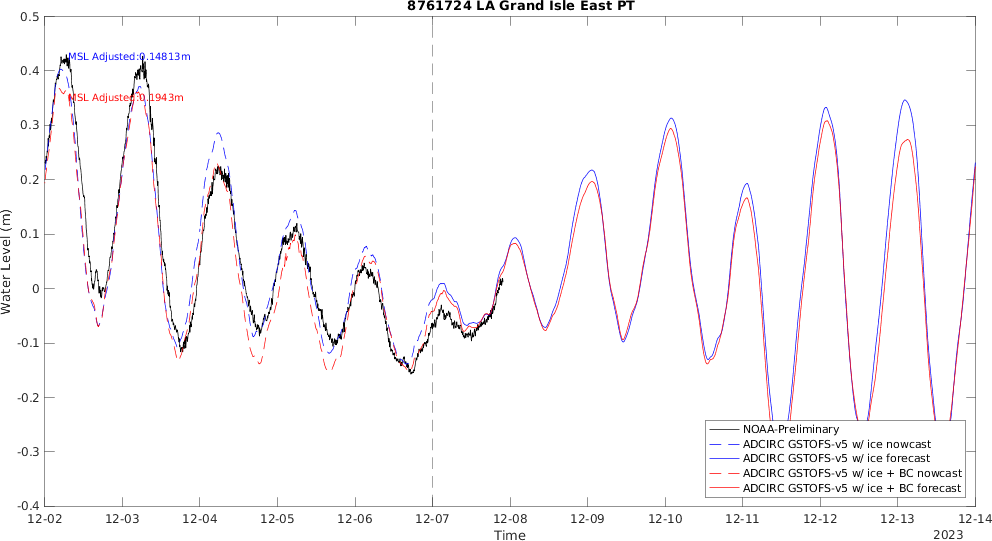 8761724 LA Grand Isle East PT
0.5
0.4
0.3
0.2
0.1
0
-0.1
-0.2
-0.3
-0.4
Water Level (m)
MSL Adjusted:0.14813m
MSL Adjusted:0.1943m
NOAA-Preliminary
ADCIRC GSTOFS-v5 w/ ice nowcast
ADCIRC GSTOFS-v5 w/ ice forecast
ADCIRC GSTOFS-v5 w/ ice + BC nowcast
ADCIRC GSTOFS-v5 w/ ice + BC forecast
12-02 12-03 12-04 12-05 12-06 12-07 12-08 12-09 12-10 12-11 12-12 12-13 12-14
Time
2023